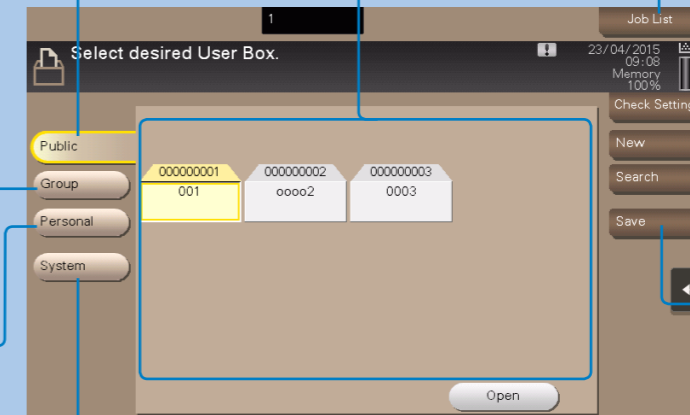 1
Job List
Select desired User Box.
23/04/2015
09:08
Memory
100%
Check Setting
Public
New
000000001
000000002
000000003
Search
Group
001
oooo2
0003
Personal
Save
System
Open